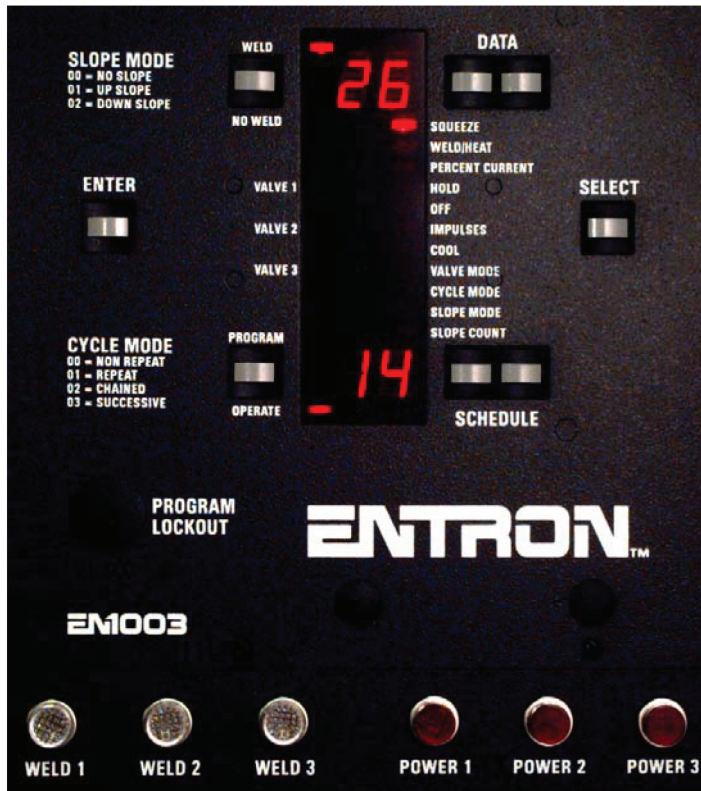 SLOPE MODE
00 = NO SLOPE
01 = UP SLOPE
02 = DOWN SLOPE
WELD
NO WELD
26
DATA
SQUEEZE
WELD/HEAT
PERCENT CURRENT
HOLD
OFF
IMPULSES
COOL
VALVE MODE
CYCLE MODE
SLOPE MODE
SLOPE COUNT
ENTER
VALVE 1
VALVE 2
VALVE 3
SELECT
CYCLE MODE
00 = NON REPEAT
01 = REPEAT
02 = CHAINED
03 = SUCCESSIVE
PROGRAM
OPERATE
14
SCHEDULE
PROGRAM
LOCKOUT
ENTRON™
EN1003
WELD 1
WELD 2
WELD 3
POWER 1
POWER 2
POWER 3